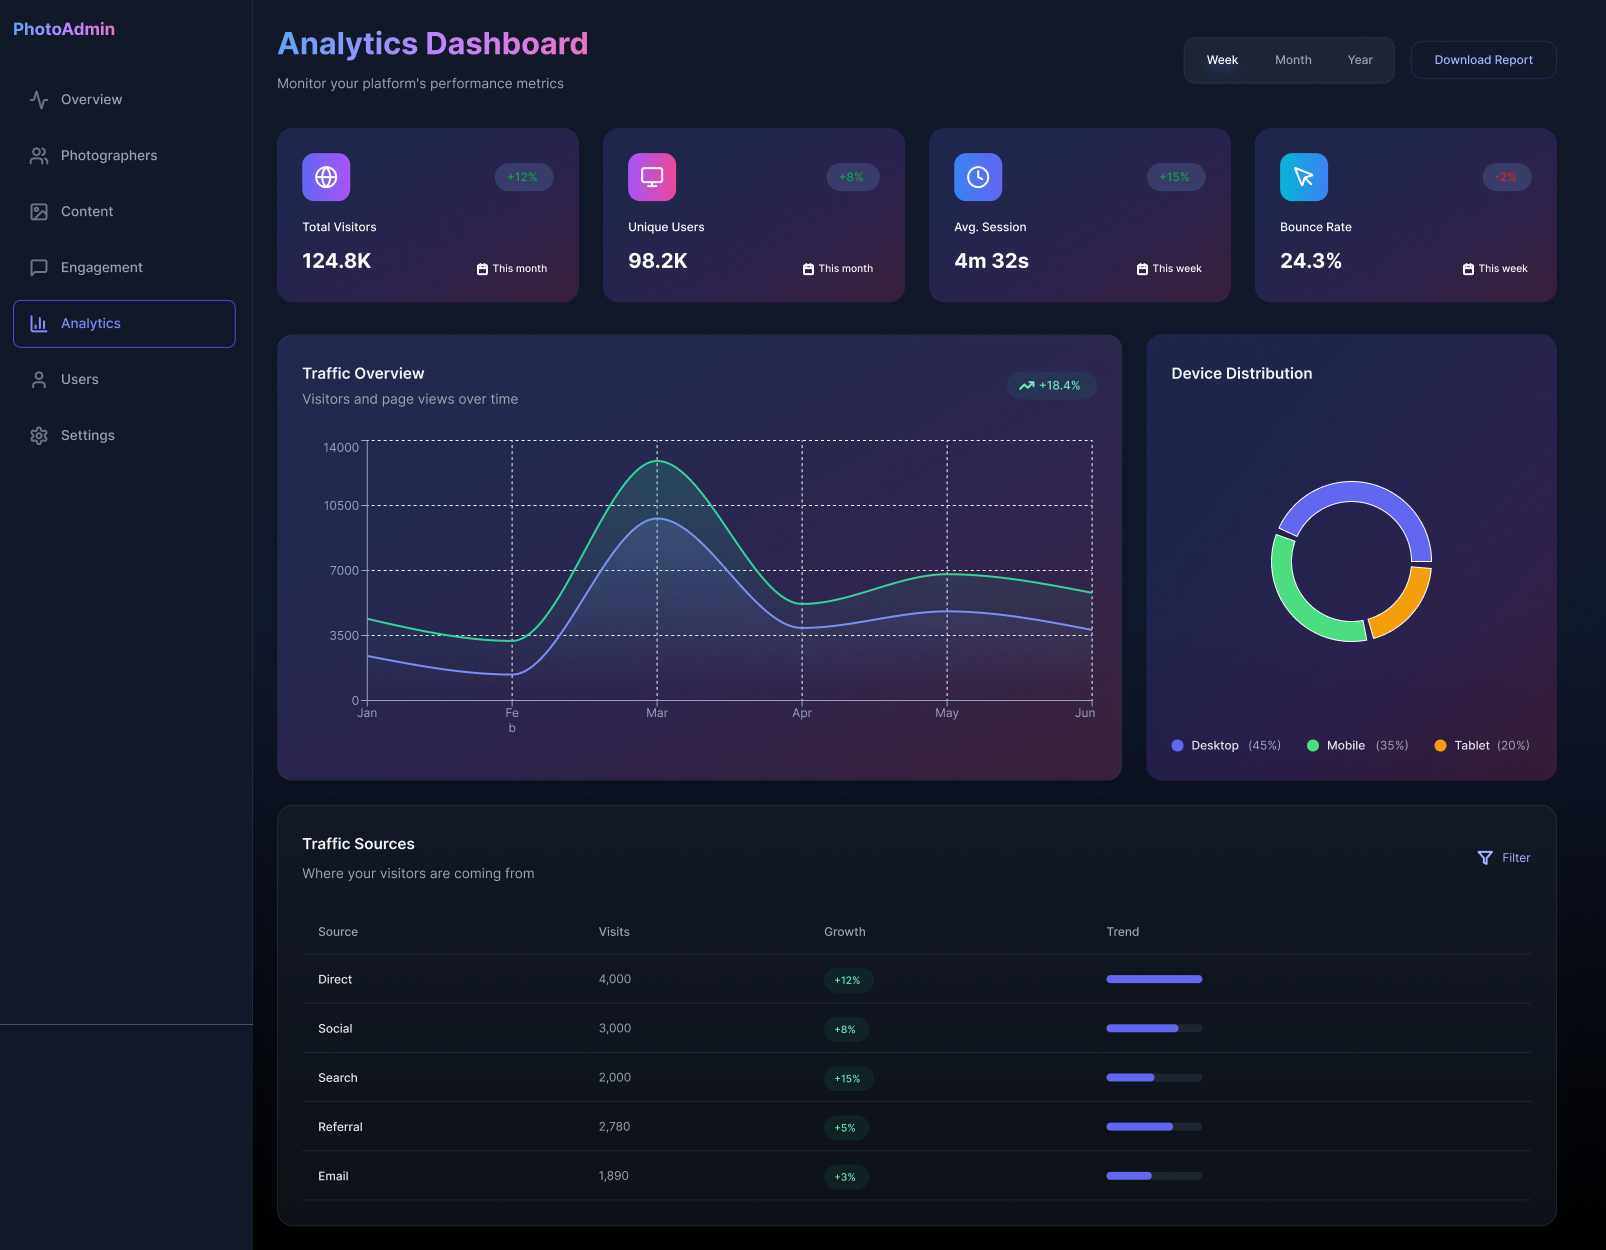 PhotoAdmin
Overview
Photographers
Content
Engagement
Analytics
Users
Settings
Analytics Dashboard
Monitor your platform's performance metrics
Week Month Year
Download Report
+12%
Total Visitors
124.8K
This month
+8%
Unique Users
98.2K
This month
+15%
Avg. Session
4m 32s
This week
-2%
Bounce Rate
24.3%
This week
Traffic Overview
Visitors and page views over time
+18.4%
14000
10500
7000
3500
0
Jan Fe Mar Apr May Jun
b
Device Distribution
Desktop (45%) Mobile (35%) Tablet (20%)
Traffic Sources
Where your visitors are coming from
Filter
Source Visits Growth Trend
Direct 4,000 +12%
Social 3,000 +8%
Search 2,000 +15%
Referral 2,780 +5%
Email 1,890 +3%